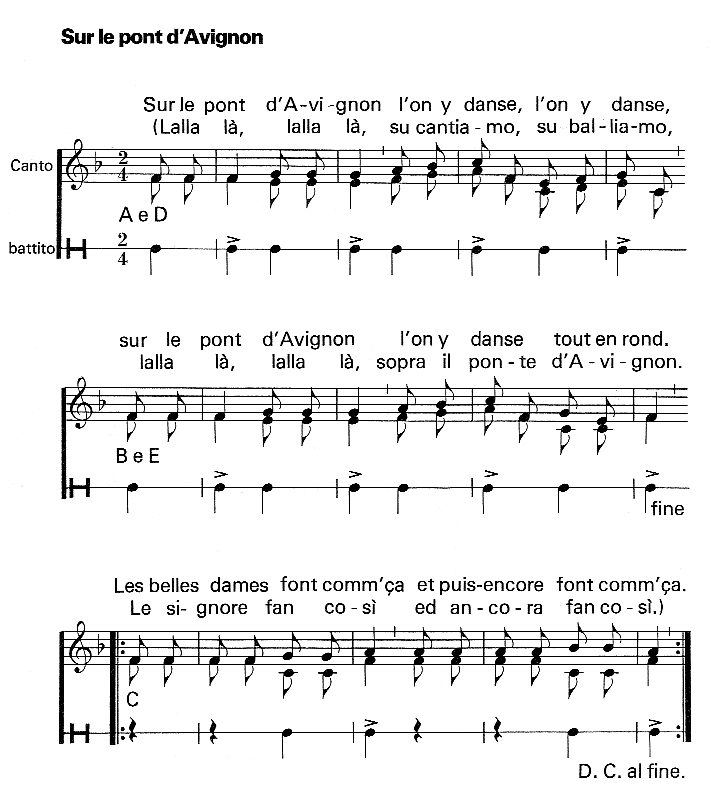 Sur le pont d'Avignon
Sur le pont d'A-vi-gnon l'on y danse, l'on y danse,
(Lalla là, lalla là, su cantia-mo, su bal-lia-mo,
Canto 2 4
A e D
battito 2 4
sur le pont d'Avignon l'on y danse tout en rond.
lalla là, lalla là, sopra il pon-te d'A-vi-gnon.
B e E
fine
Les belles dames font comm'ça et puis-encore font comm'ça.
Le si-gnore fan co-sì ed an-co-ra fan co-sì.)
C
D. C. al fine.